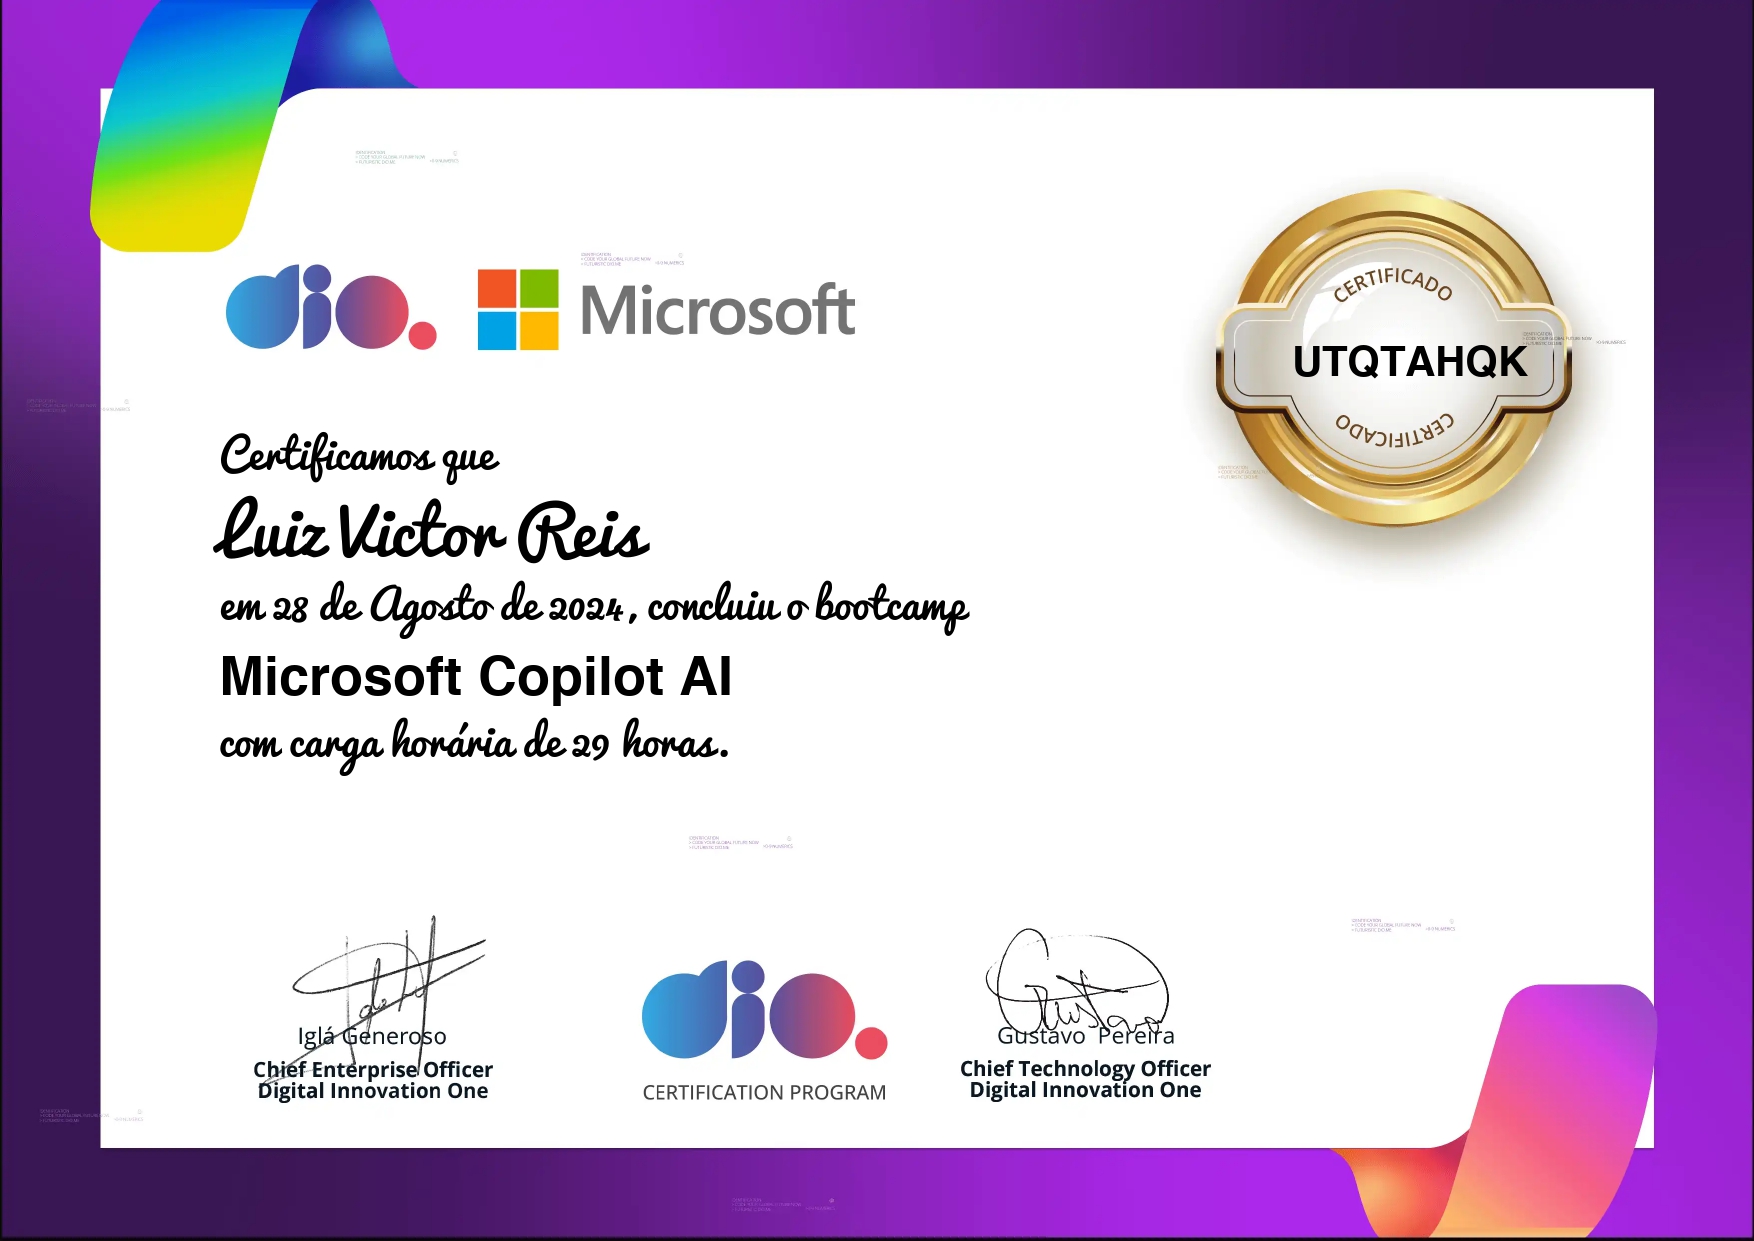 dio.
Microsoft
CERTIFICADO
UTQTAHQK
CERTIFICADO
Certificamos que
Luiz Victor Reis
em 28 de Agosto de 2024, concluiu o bootcamp
Microsoft Copilot AI
com carga horária de 29 horas.
Iglá Generoso
Chief Enterprise Officer
Digital Innovation One
dio.
CERTIFICATION PROGRAM
Gustavo
Gustavo Pereira
Chief Technology Officer
Digital Innovation One